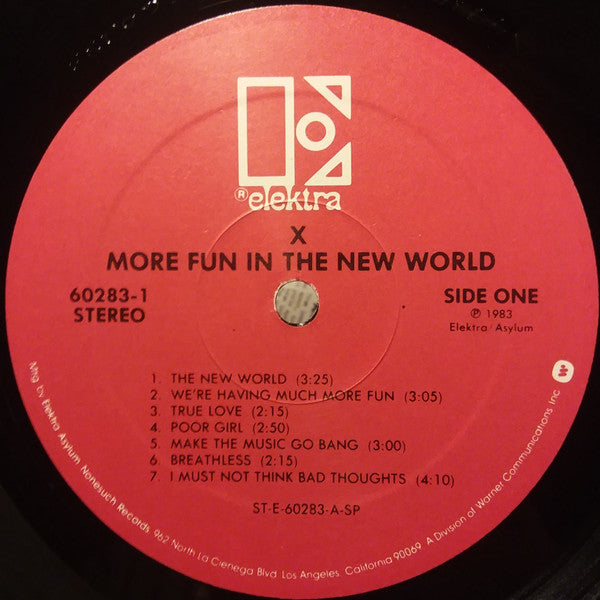 ® elektra
X
MORE FUN IN THE NEW WORLD
60283-1
STEREO
SIDE ONE
℗ 1983
Elektra/Asylum
1. THE NEW WORLD (3:25)
2. WE'RE HAVING MUCH MORE FUN (3:05)
3. TRUE LOVE (2:15)
4. POOR GIRL (2:50)
5. MAKE THE MUSIC GO BANG (3:00)
6. BREATHLESS (2:15)
7. I MUST NOT THINK BAD THOUGHTS (4:10)
ST-E-60283-A-SP
Mfg. by Elektra Asylum Nonesuch Records 962 North La Cienega Blvd. Los Angeles, California 90069 A Division of Warner Communications Inc.